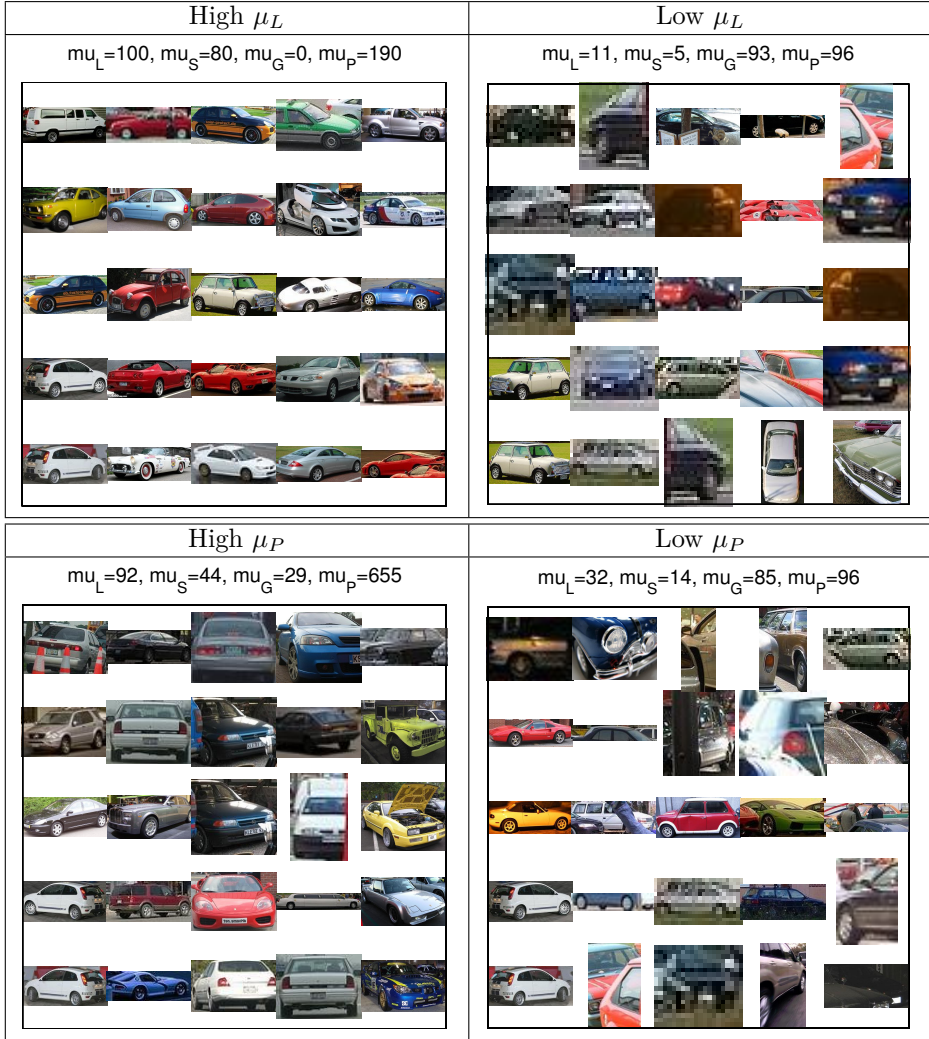 High μ_L
Low μ_L
mu_L=100, mu_S=80, mu_G=0, mu_P=190
mu_L=11, mu_S=5, mu_G=93, mu_P=96
High μ_P
Low μ_P
mu_L=92, mu_S=44, mu_G=29, mu_P=655
mu_L=32, mu_S=14, mu_G=85, mu_P=96